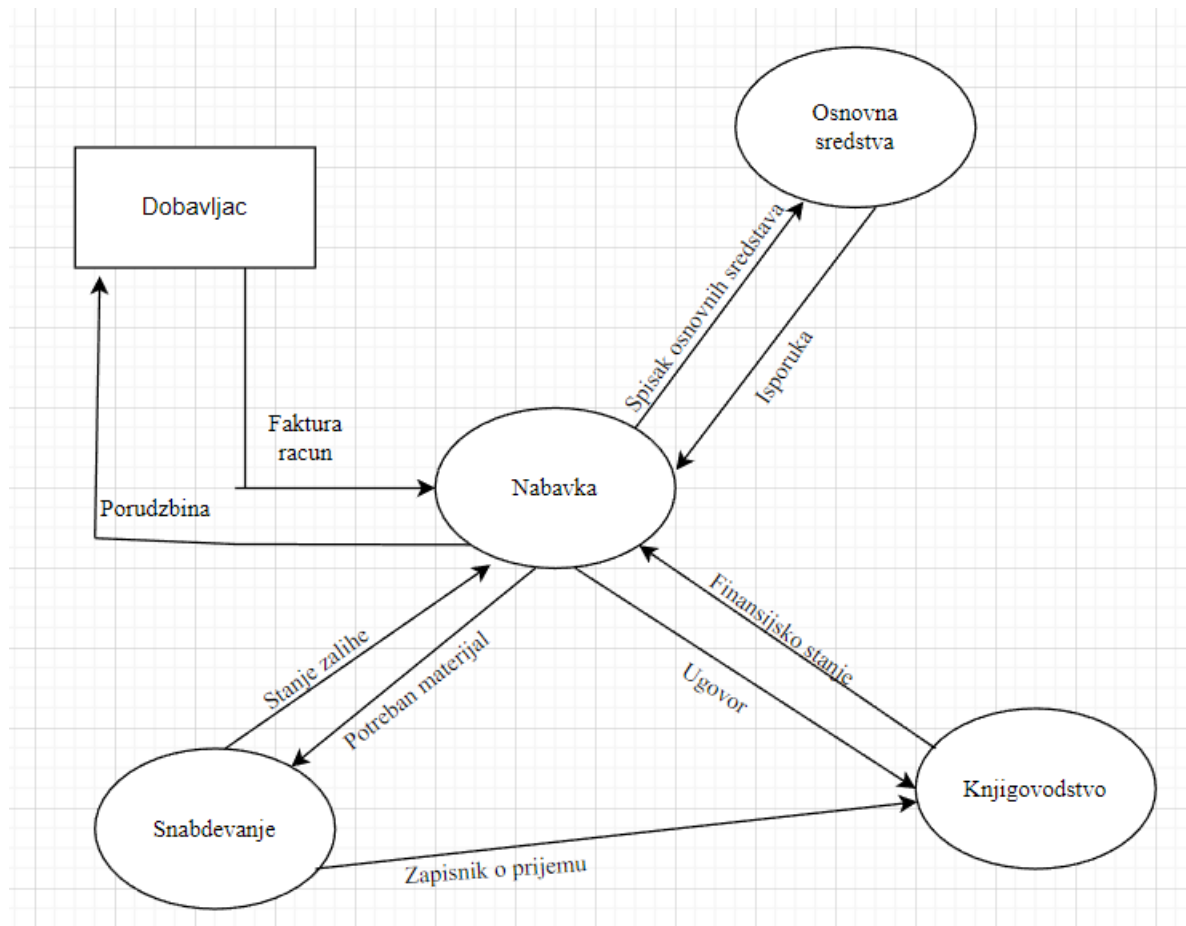 Osnovna
sredstva
Dobavljac
Spisak osnovnih sredstava
Isporuka
Faktura
racun
Nabavka
Porudzbina
Finansijsko stanje
Stanje zalihe
Potreban materijal
Ugovor
Knjigovodstvo
Snabdevanje
Zapisnik o prijemu